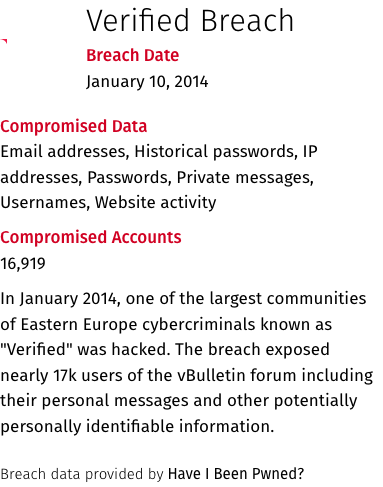 Verified Breach
Breach Date
January 10, 2014
Compromised Data
Email addresses, Historical passwords, IP
addresses, Passwords, Private messages,
Usernames, Website activity
Compromised Accounts
16,919
In January 2014, one of the largest communities
of Eastern Europe cybercriminals known as
"Verified" was hacked. The breach exposed
nearly 17k users of the vBulletin forum including
their personal messages and other potentially
personally identifiable information.
Breach data provided by Have I Been Pwned?